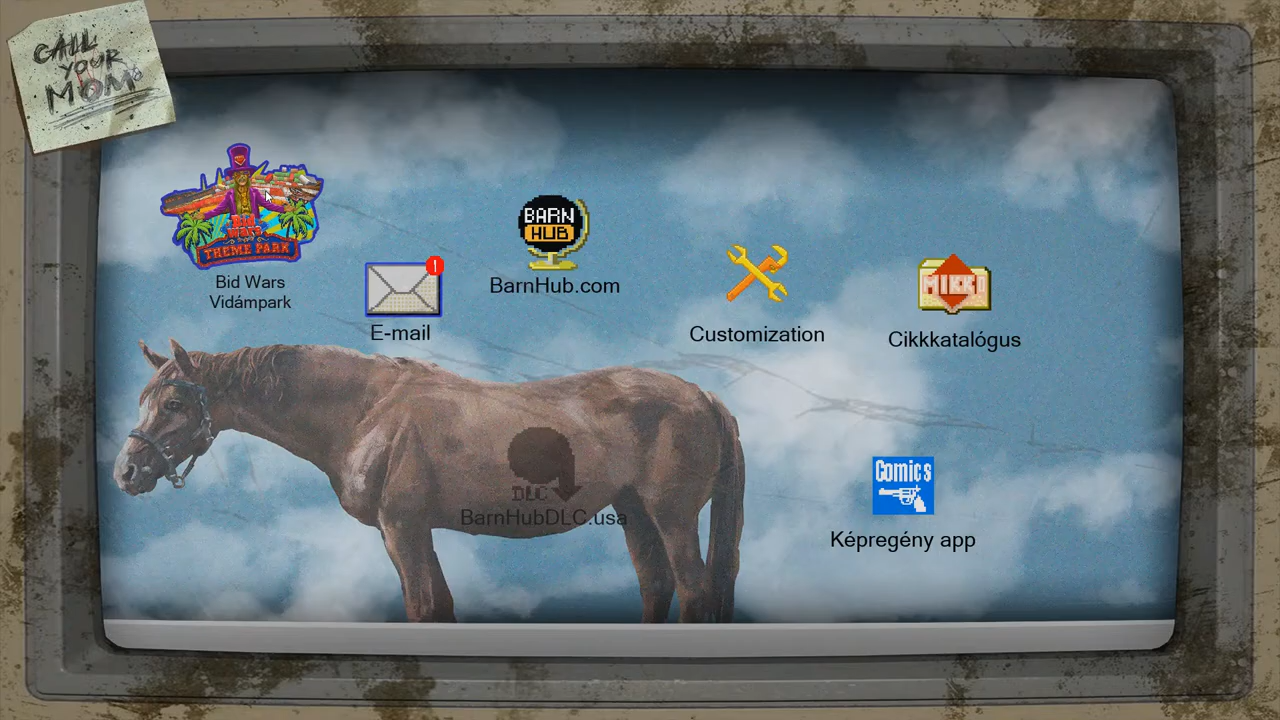 CALL
YOUR
MOM
Bid
Wars
THEME PARK
Bid Wars
Vidámpark
E-mail
BARN
HUB
BarnHub.com
Customization
MIKKO
Cikkkatalógus
DLC
BarnHubDLC.usa
Comics
Képregény app